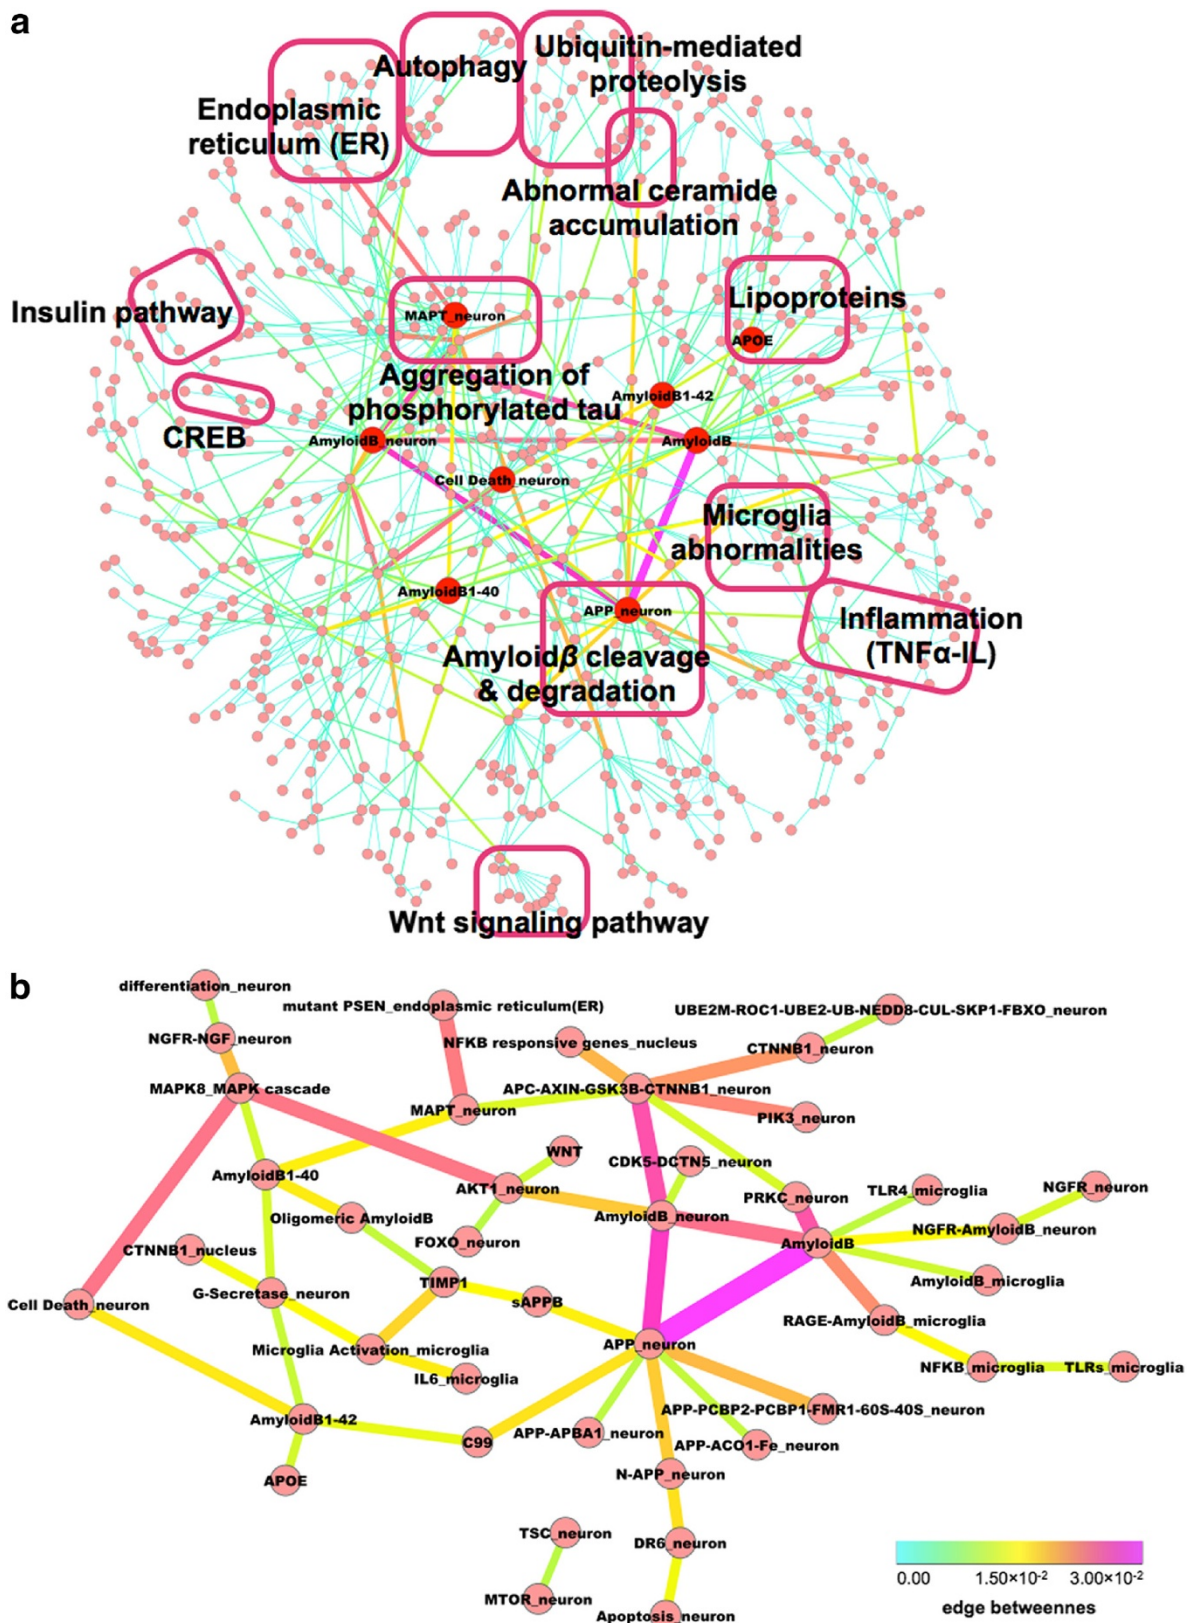 a
Ubiquitin-mediated
proteolysis
Autophagy
Endoplasmic
reticulum (ER)
Abnormal ceramide
accumulation
Insulin pathway
Lipoproteins
MAPT_neuron
APOE
Aggregation of
phosphorylated tau
AmyloidB1-42
CREB
AmyloidB_neuron
AmyloidB
Cell Death_neuron
Microglia
abnormalities
AmyloidB1-40
APP_neuron
Inflammation
(TNFα-IL)
Amyloidβ cleavage
& degradation
Wnt signaling pathway
b
differentiation_neuron
mutant PSEN_endoplasmic reticulum(ER)
UBE2M-ROC1-UBE2-UB-NEDD8-CUL-SKP1-FBXO_neuron
NGFR-NGF_neuron
NFKB responsive genes_nucleus
CTNNB1_neuron
MAPK8_MAPK cascade
APC-AXIN-GSK3B-CTNNB1_neuron
MAPT_neuron
PIK3_neuron
WNT
CDK5-DCTN5_neuron
AmyloidB1-40
AKT1_neuron
PRKC_neuron
TLR4_microglia
NGFR_neuron
Oligomeric AmyloidB
AmyloidB_neuron
NGFR-AmyloidB_neuron
CTNNB1_nucleus
FOXO_neuron
AmyloidB
G-Secretase_neuron
TIMP1
AmyloidB_microglia
Cell Death_neuron
sAPPB
RAGE-AmyloidB_microglia
Microglia Activation_microglia
APP_neuron
IL6_microglia
NFKB_microglia
TLRs_microglia
AmyloidB1-42
C99
APP-APBA1_neuron
APP-PCBP2-PCBP1-FMR1-60S-40S_neuron
APP-ACO1-Fe_neuron
APOE
N-APP_neuron
TSC_neuron
DR6_neuron
MTOR_neuron
Apoptosis_neuron
0.00 1.50×10-2 3.00×10-2
edge betweennes